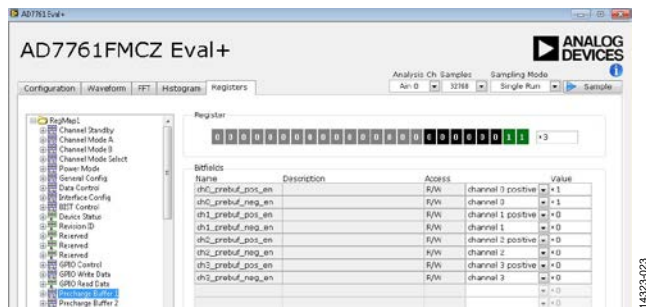 AD7761 Eval+
AD7761FMCZ Eval+
ANALOG
DEVICES
Analysis Ch Samples Sampling Mode
Configuration Waveform FFT Histogram Registers
Ain 0 32768 Single Run Sample
RegMap1
Channel Standby
Channel Mode A
Channel Mode B
Channel Mode Select
Power Mode
General Config
Data Control
Interface Config
BIST Control
Device Status
Revision ID
Reserved
Reserved
Reserved
GPIO Control
GPIO Write Data
GPIO Read Data
Precharge Buffer 1
Precharge Buffer 2
Register
0 0 0 0 0 0 0 0 0 0 0 0 0 0 0 0 0 0 0 0 0 0 1 1 x3
Bitfields
Name Description Access Value
ch0_prebuf_pos_en R/W channel 0 positive x1
ch0_prebuf_neg_en R/W channel 0 x1
ch1_prebuf_pos_en R/W channel 1 positive x0
ch1_prebuf_neg_en R/W channel 1 x0
ch2_prebuf_pos_en R/W channel 2 positive x0
ch2_prebuf_neg_en R/W channel 2 x0
ch3_prebuf_pos_en R/W channel 3 positive x0
ch3_prebuf_neg_en R/W channel 3 x0
x0
14323-023